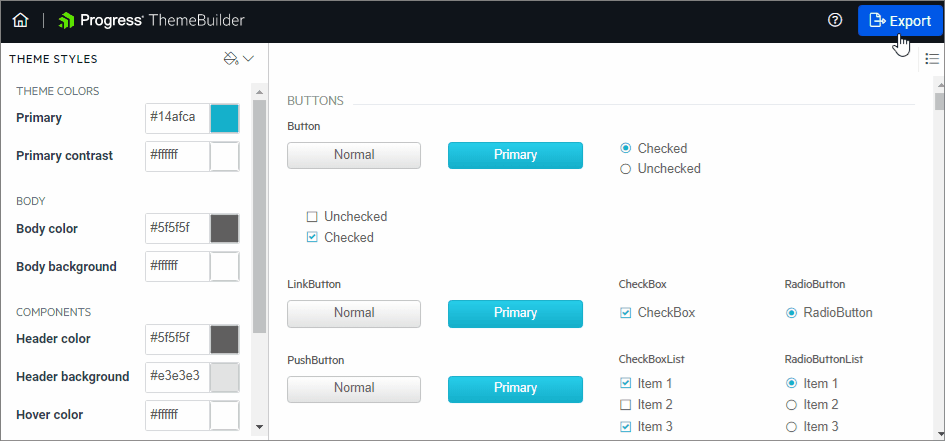 Progress® ThemeBuilder
Export
THEME STYLES
THEME COLORS
Primary #14afca
Primary contrast #ffffff
BODY
Body color #5f5f5f
Body background #ffffff
COMPONENTS
Header color #5f5f5f
Header background #e3e3e3
Hover color #ffffff
BUTTONS
Button
Normal Primary Checked
Unchecked
Unchecked
Checked
LinkButton CheckBox RadioButton
Normal Primary CheckBox RadioButton
PushButton CheckBoxList RadioButtonList
Normal Primary Item 1 Item 1
Item 2 Item 2
Item 3 Item 3